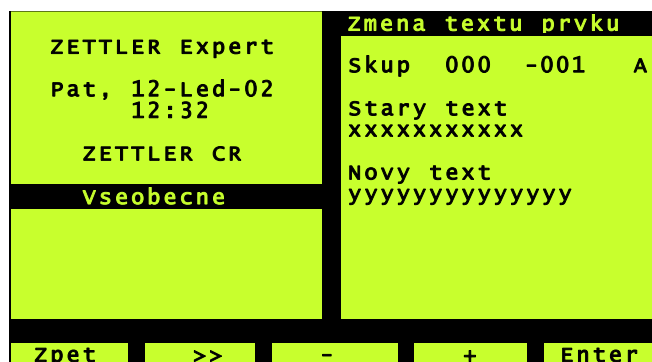 ZETTLER Expert
Pat, 12-Led-02
12:32
ZETTLER CR
Vseobecne
Zmena textu prvku
Skup 000 -001 A
Stary text
xxxxxxxxxxx
Novy text
yyyyyyyyyyyyyy
Zpet >> - + Enter